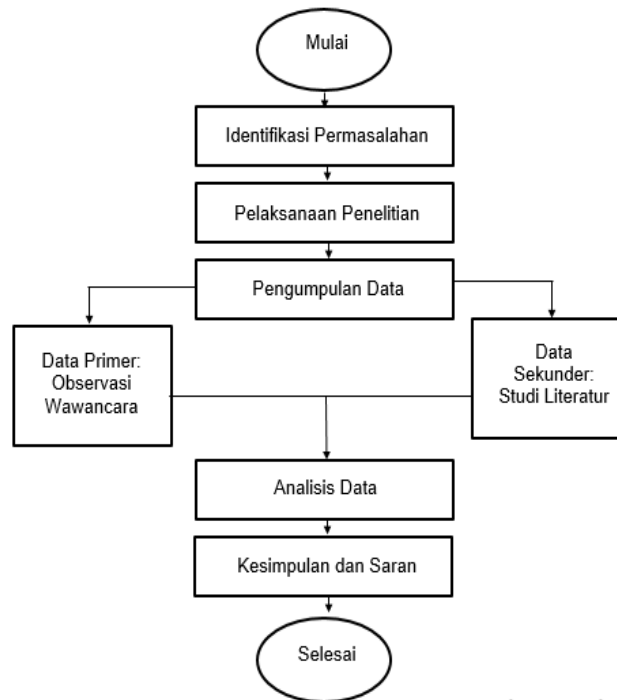 Mulai
Identifikasi Permasalahan
Pelaksanaan Penelitian
Pengumpulan Data
Data Primer:
Observasi
Wawancara
Data
Sekunder:
Studi Literatur
Analisis Data
Kesimpulan dan Saran
Selesai